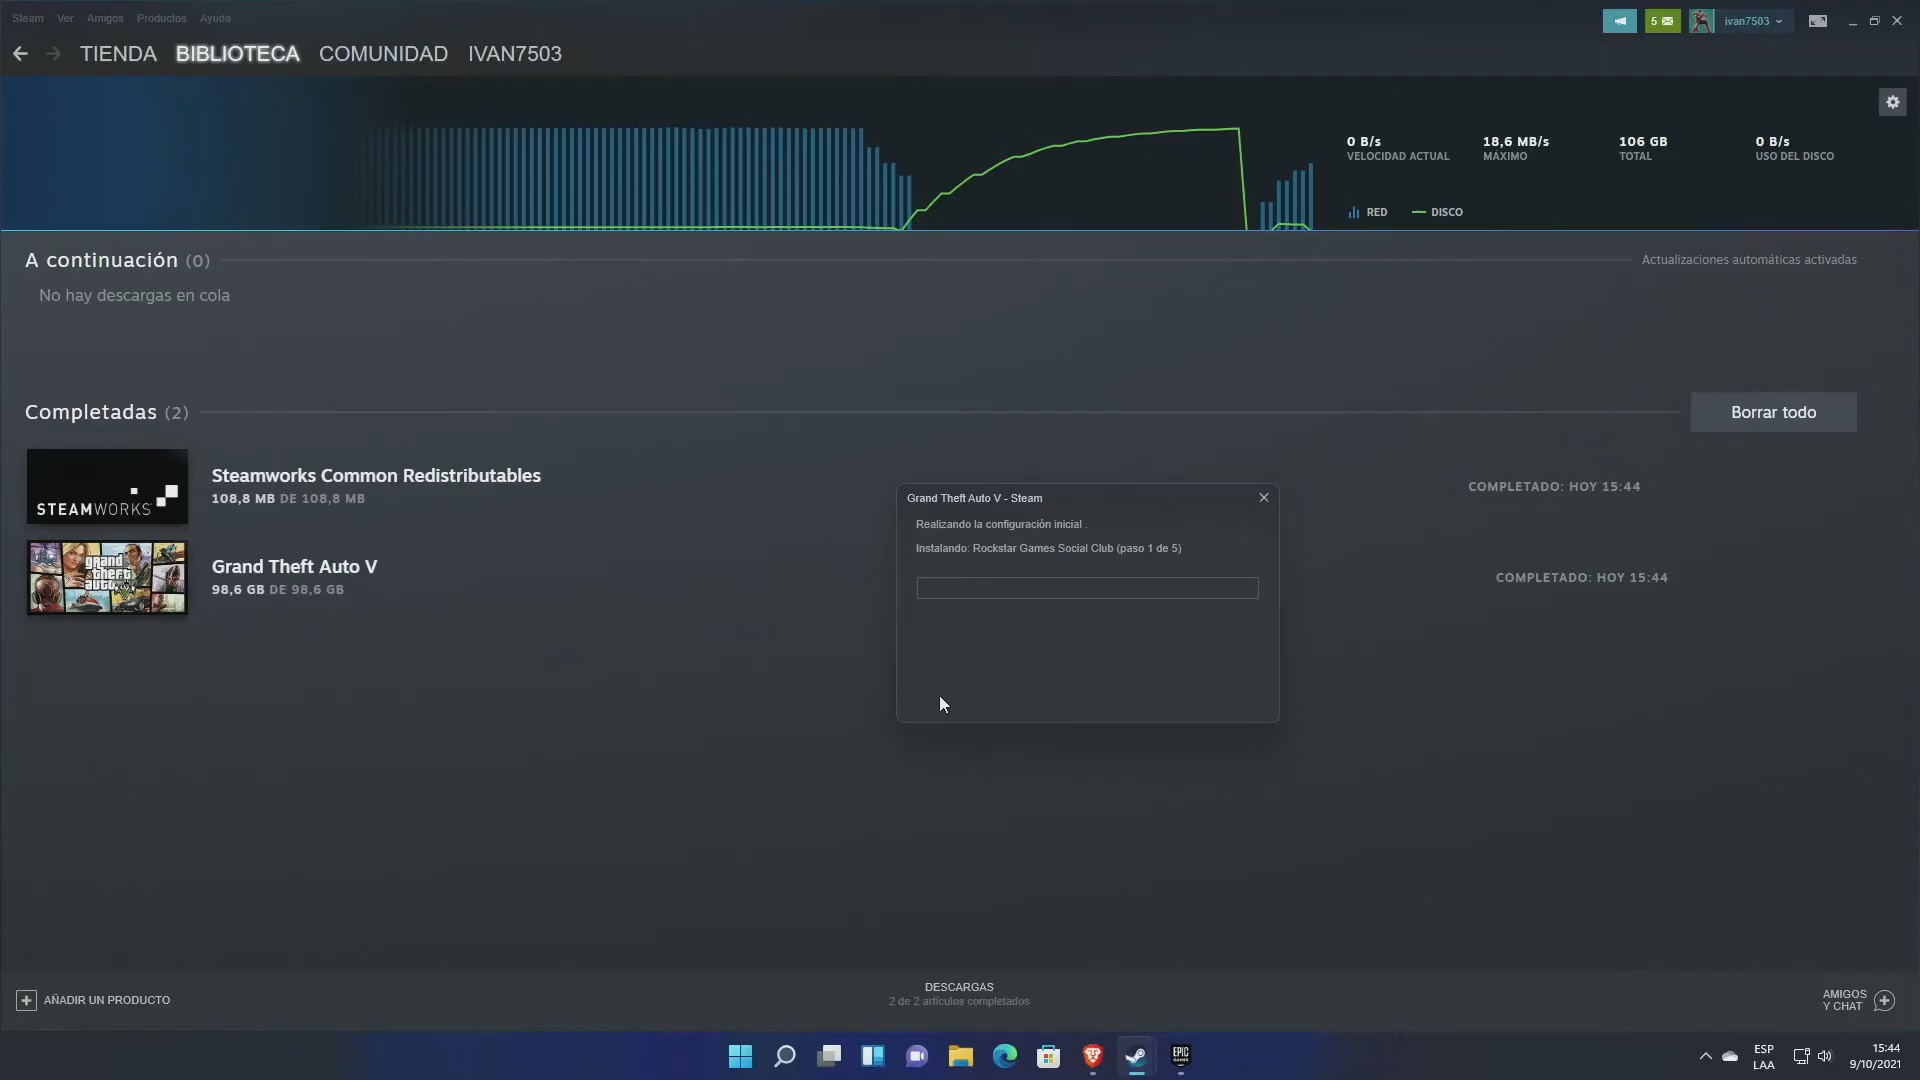 Steam Ver Amigos Productos Ayuda
5
ivan7503
TIENDA BIBLIOTECA COMUNIDAD IVAN7503
0 B/s 18,6 MB/s 106 GB 0 B/s
VELOCIDAD ACTUAL MÁXIMO TOTAL USO DEL DISCO
RED DISCO
A continuación (0)
Actualizaciones automáticas activadas
No hay descargas en cola
Completadas (2)
Borrar todo
STEAMWORKS
Steamworks Common Redistributables
108,8 MB DE 108,8 MB
COMPLETADO: HOY 15:44
grand
theft
auto
V
Grand Theft Auto V
98,6 GB DE 98,6 GB
COMPLETADO: HOY 15:44
Grand Theft Auto V - Steam
Realizando la configuración inicial .
Instalando: Rockstar Games Social Club (paso 1 de 5)
AÑADIR UN PRODUCTO
DESCARGAS
2 de 2 artículos completados
AMIGOS
Y CHAT
EPIC
GAMES
ESP
LAA
15:44
9/10/2021